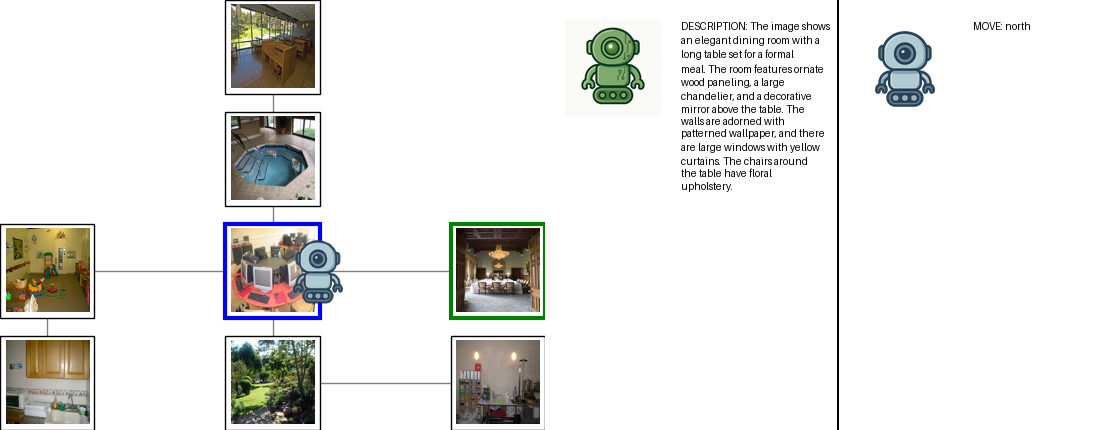 DESCRIPTION: The image shows
an elegant dining room with a
long table set for a formal
meal. The room features ornate
wood paneling, a large
chandelier, and a decorative
mirror above the table. The
walls are adorned with
patterned wallpaper, and there
are large windows with yellow
curtains. The chairs around
the table have floral
upholstery.
MOVE: north